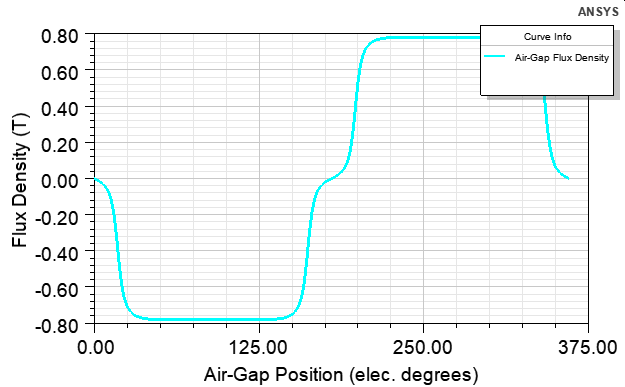 ANSYS
Curve Info
Air-Gap Flux Density
0.80
0.60
0.40
0.20
0.00
-0.20
-0.40
-0.60
-0.80
Flux Density (T)
0.00 125.00 250.00 375.00
Air-Gap Position (elec. degrees)